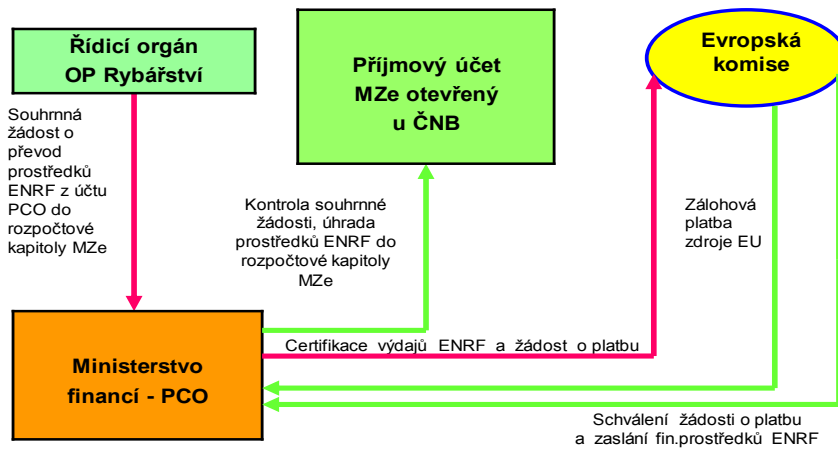 Řídicí orgán
OP Rybářství
Příjmový účet
MZe otevřený
u ČNB
Evropská
komise
Souhrnná
žádost o
převod
prostředků
ENRF z účtu
PCO do
rozpočtové
kapitoly MZe
Kontrola souhrnné
žádosti, úhrada
prostředků ENRF do
rozpočtové kapitoly
MZe
Zálohová
platba
zdroje EU
Ministerstvo
financí - PCO
Certifikace výdajů ENRF a žádost o platbu
Schválení žádosti o platbu
a zaslání fin.prostředků ENRF